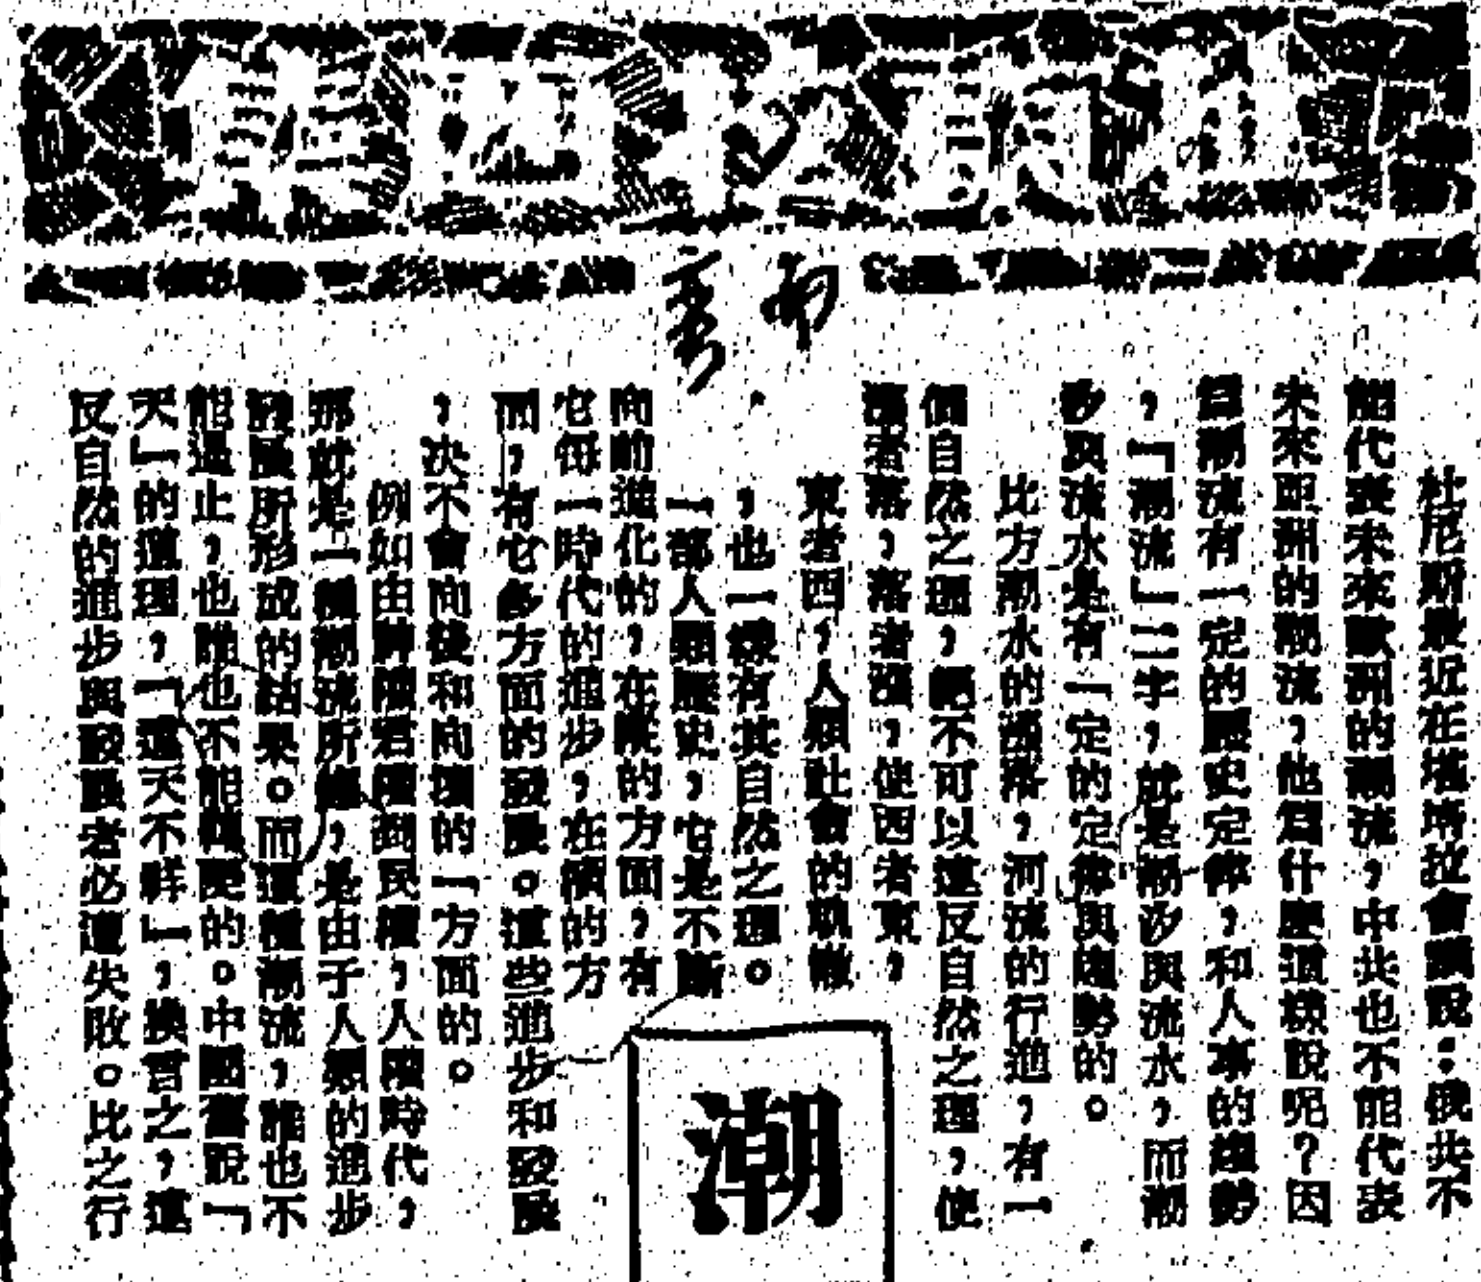 杜尼斯最近在塔培拉會議說：俄共不
能代表未來歐洲的潮流，中共也不能代表
未來亞洲的潮流，他為什麼這樣說呢？因
為潮流有一定的歷史定律，和人事的趨勢
，「潮流」二字，就是潮汐與流水，而潮
汐與流水是有一定的定律與趨勢的。
比方潮水的漲落，河流的行進，有一
個自然之理，絕不可以違反自然之理，使
漲者落，落者漲，使西者東，
東者西，人類社會的軌轍
，也一樣有其自然之理。
一部人類歷史，它是不斷
向前進化的，在縱的方面，有
它每一時代的進步，在橫的方
面，有它多方面的發展。這些進步和發展
，决不會向後和向壞的一方面的。
例如由神權君權到民權，人權時代，
那就是一種潮流所趨，是由于人類的進步
發展所形成的結果。而這種潮流，誰也不
能遏止，也誰也不能改變的。中國舊說「
天」的道理，「違天不祥」，換言之，違
反自然的進步與發展者必遭失敗。比之行
潮